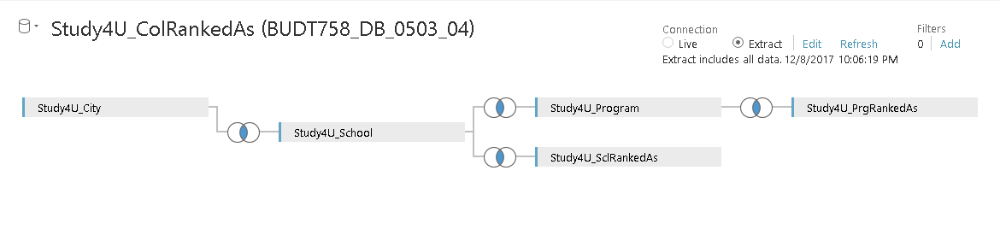 Study4U_ColRankedAs (BUDT758_DB_0503_04)
Connection
Live
Extract
Edit
Refresh
Filters
0
Add
Extract includes all data. 12/8/2017 10:06:19 PM
Study4U_City
Study4U_Program
Study4U_PrgRankedAs
Study4U_School
Study4U_SclRankedAs